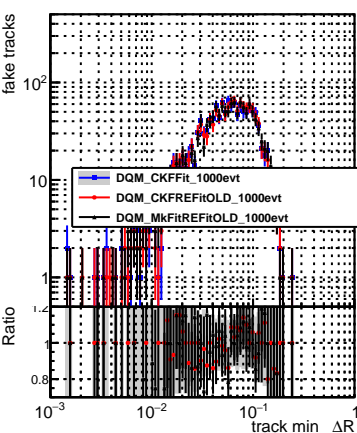 fake tracks
10²
10
1
DQM_CKFFit_1000evt
DQM_CKFREFitOLD_1000evt
DQM_MkFitREFitOLD_1000evt
Ratio
1.2
1
0.8
10⁻³ 10⁻² 10⁻¹ 1
track min ΔR